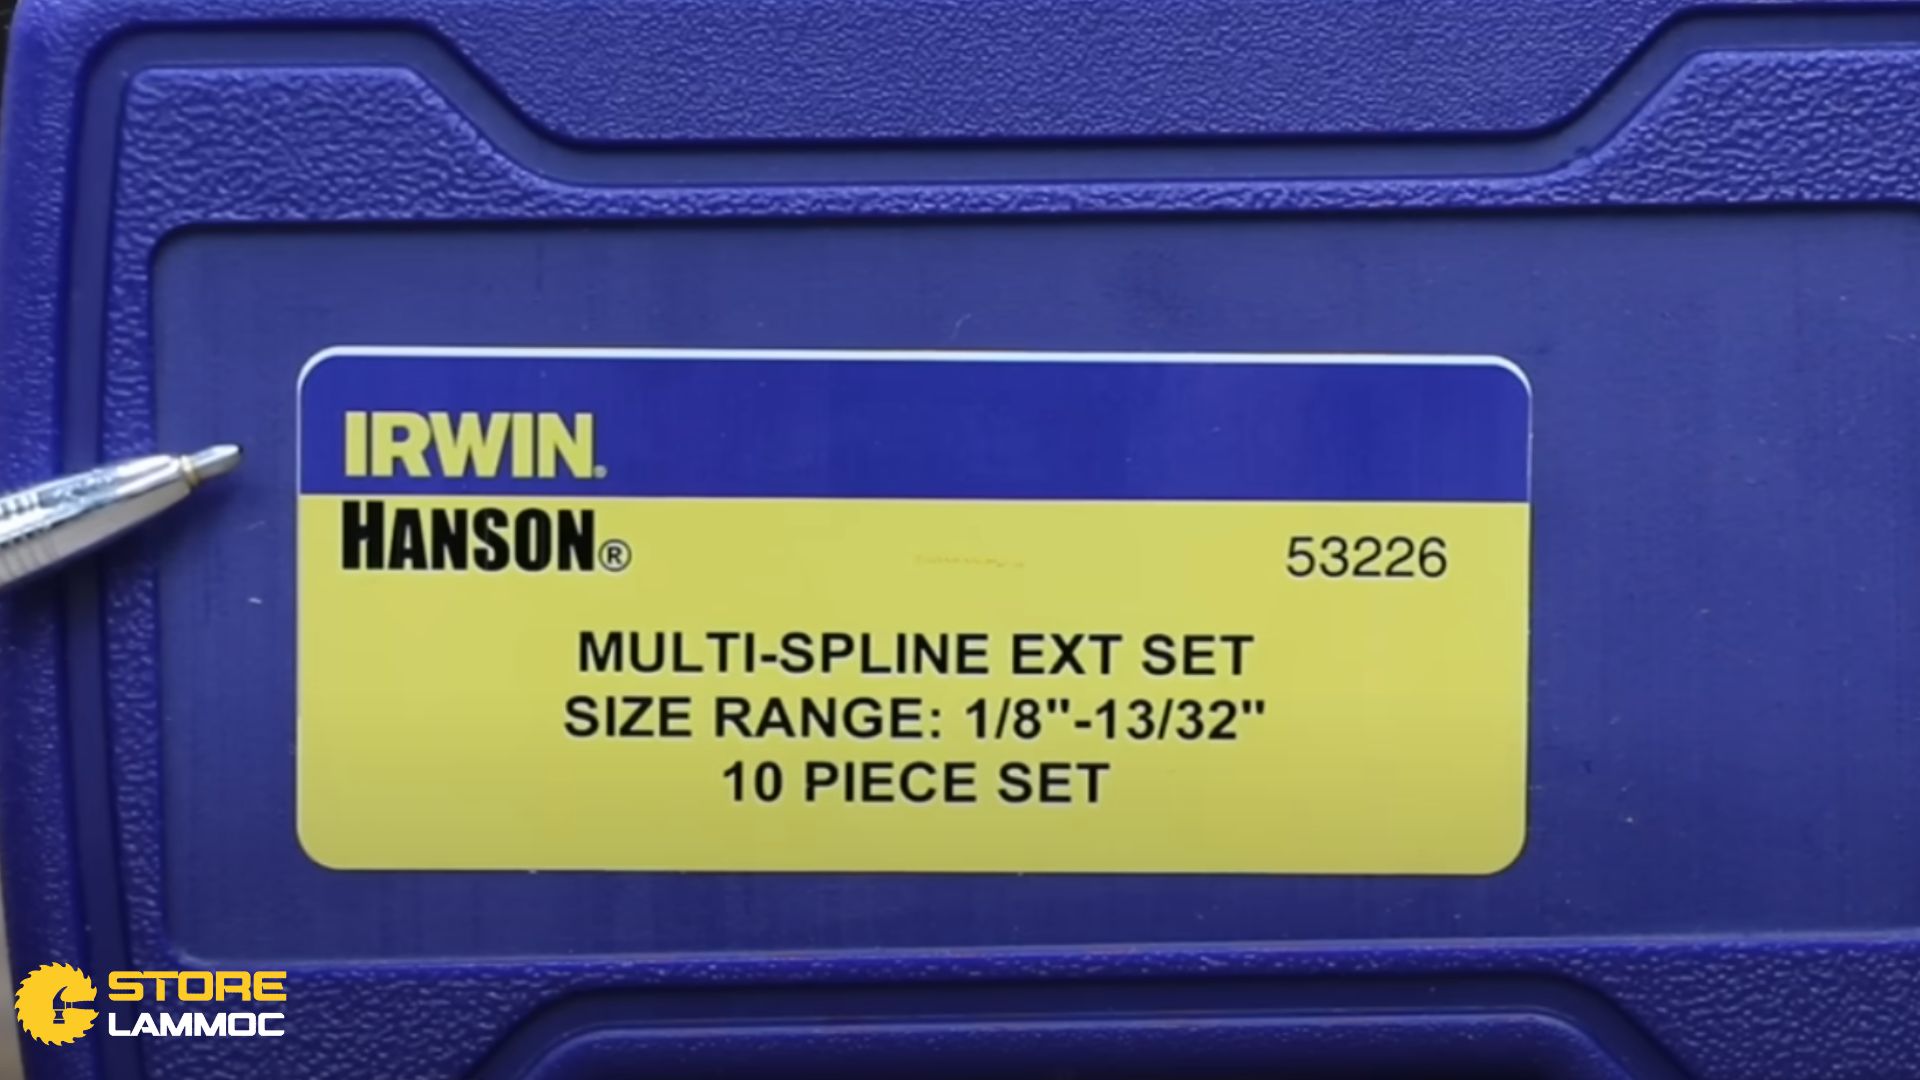 IRWIN®
HANSON®
53226
MULTI-SPLINE EXT SET
SIZE RANGE: 1/8"-13/32"
10 PIECE SET
STORE
LAMMOC